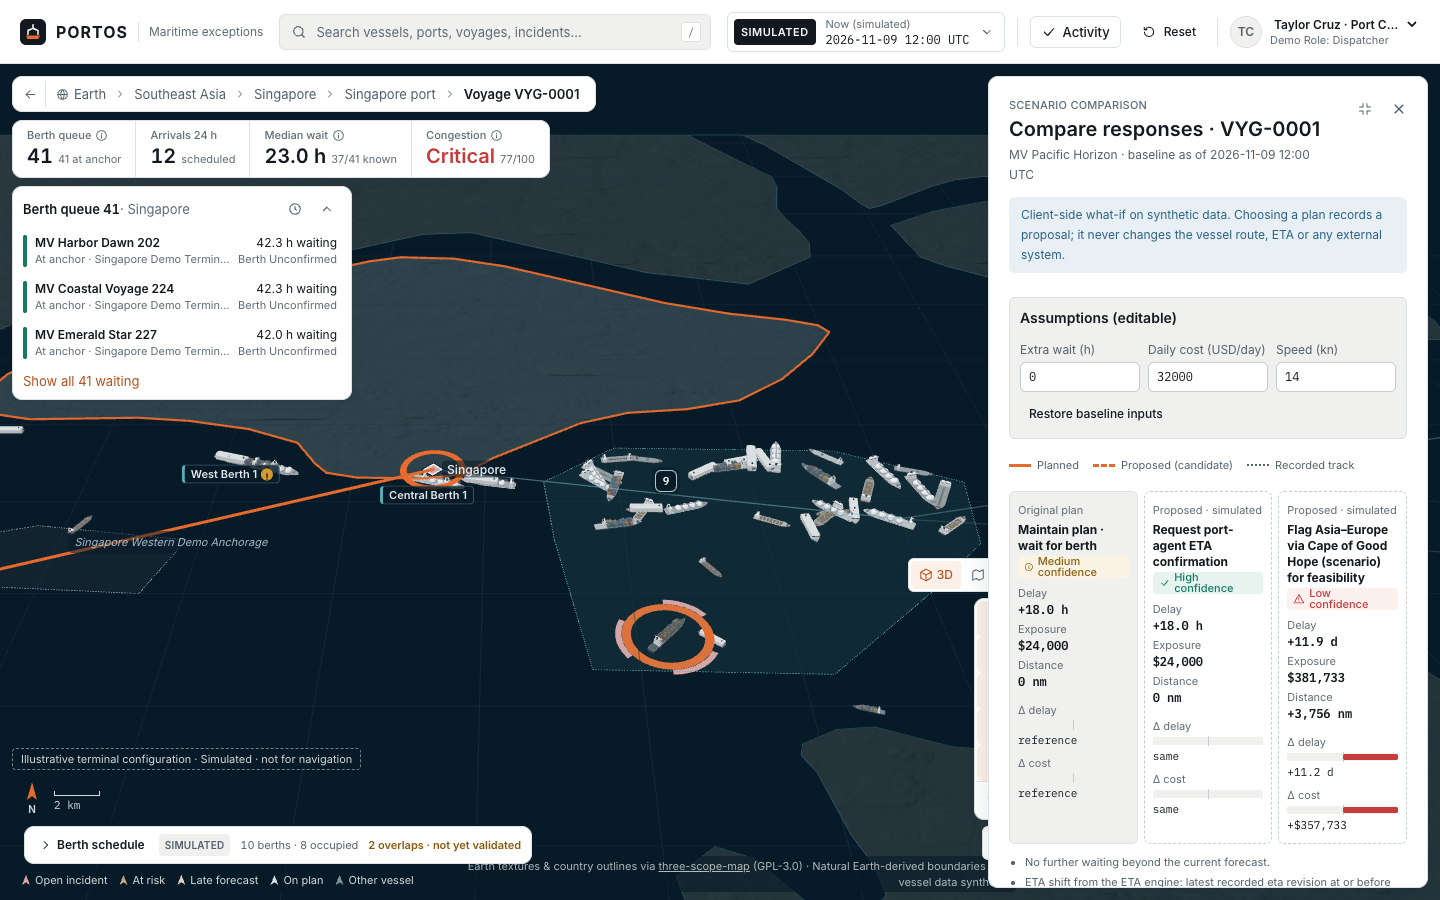 PORTOS
Maritime exceptions
Search vessels, ports, voyages, incidents...
/
SIMULATED
Now (simulated)
2026-11-09 12:00 UTC
Activity
Reset
TC
Taylor Cruz · Port C...
Demo Role: Dispatcher
Earth
Southeast Asia
Singapore
Singapore port
Voyage VYG-0001
Berth queue
41 41 at anchor
Arrivals 24 h
12 scheduled
Median wait
23.0 h 37/41 known
Congestion
Critical 77/100
Berth queue 41 · Singapore
MV Harbor Dawn 202 42.3 h waiting
At anchor · Singapore Demo Termin... Berth Unconfirmed
MV Coastal Voyage 224 42.3 h waiting
At anchor · Singapore Demo Termin... Berth Unconfirmed
MV Emerald Star 227 42.0 h waiting
At anchor · Singapore Demo Termin... Berth Unconfirmed
Show all 41 waiting
West Berth 1
Singapore
Central Berth 1
9
Singapore Western Demo Anchorage
3D
Illustrative terminal configuration · Simulated · not for navigation
N
2 km
Berth schedule SIMULATED 10 berths · 8 occupied 2 overlaps · not yet validated
Earth textures & country outlines via three-scope-map (GPL-3.0) · Natural Earth-derived boundaries
vessel data synth
Open incident At risk Late forecast On plan Other vessel
SCENARIO COMPARISON
Compare responses · VYG-0001
MV Pacific Horizon · baseline as of 2026-11-09 12:00
UTC
Client-side what-if on synthetic data. Choosing a plan records a
proposal; it never changes the vessel route, ETA or any external
system.
Assumptions (editable)
Extra wait (h) Daily cost (USD/day) Speed (kn)
0 32000 14
Restore baseline inputs
Planned Proposed (candidate) Recorded track
Original plan
Maintain plan ·
wait for berth
Medium
confidence
Delay
+18.0 h
Exposure
$24,000
Distance
0 nm
Δ delay
reference
Δ cost
reference
Proposed · simulated
Request port-
agent ETA
confirmation
High
confidence
Delay
+18.0 h
Exposure
$24,000
Distance
0 nm
Δ delay
same
Δ cost
same
Proposed · simulated
Flag Asia–Europe
via Cape of Good
Hope (scenario)
for feasibility
Low
confidence
Delay
+11.9 d
Exposure
$381,733
Distance
+3,756 nm
Δ delay
+11.2 d
Δ cost
+$357,733
No further waiting beyond the current forecast.
ETA shift from the ETA engine: latest recorded eta revision at or before